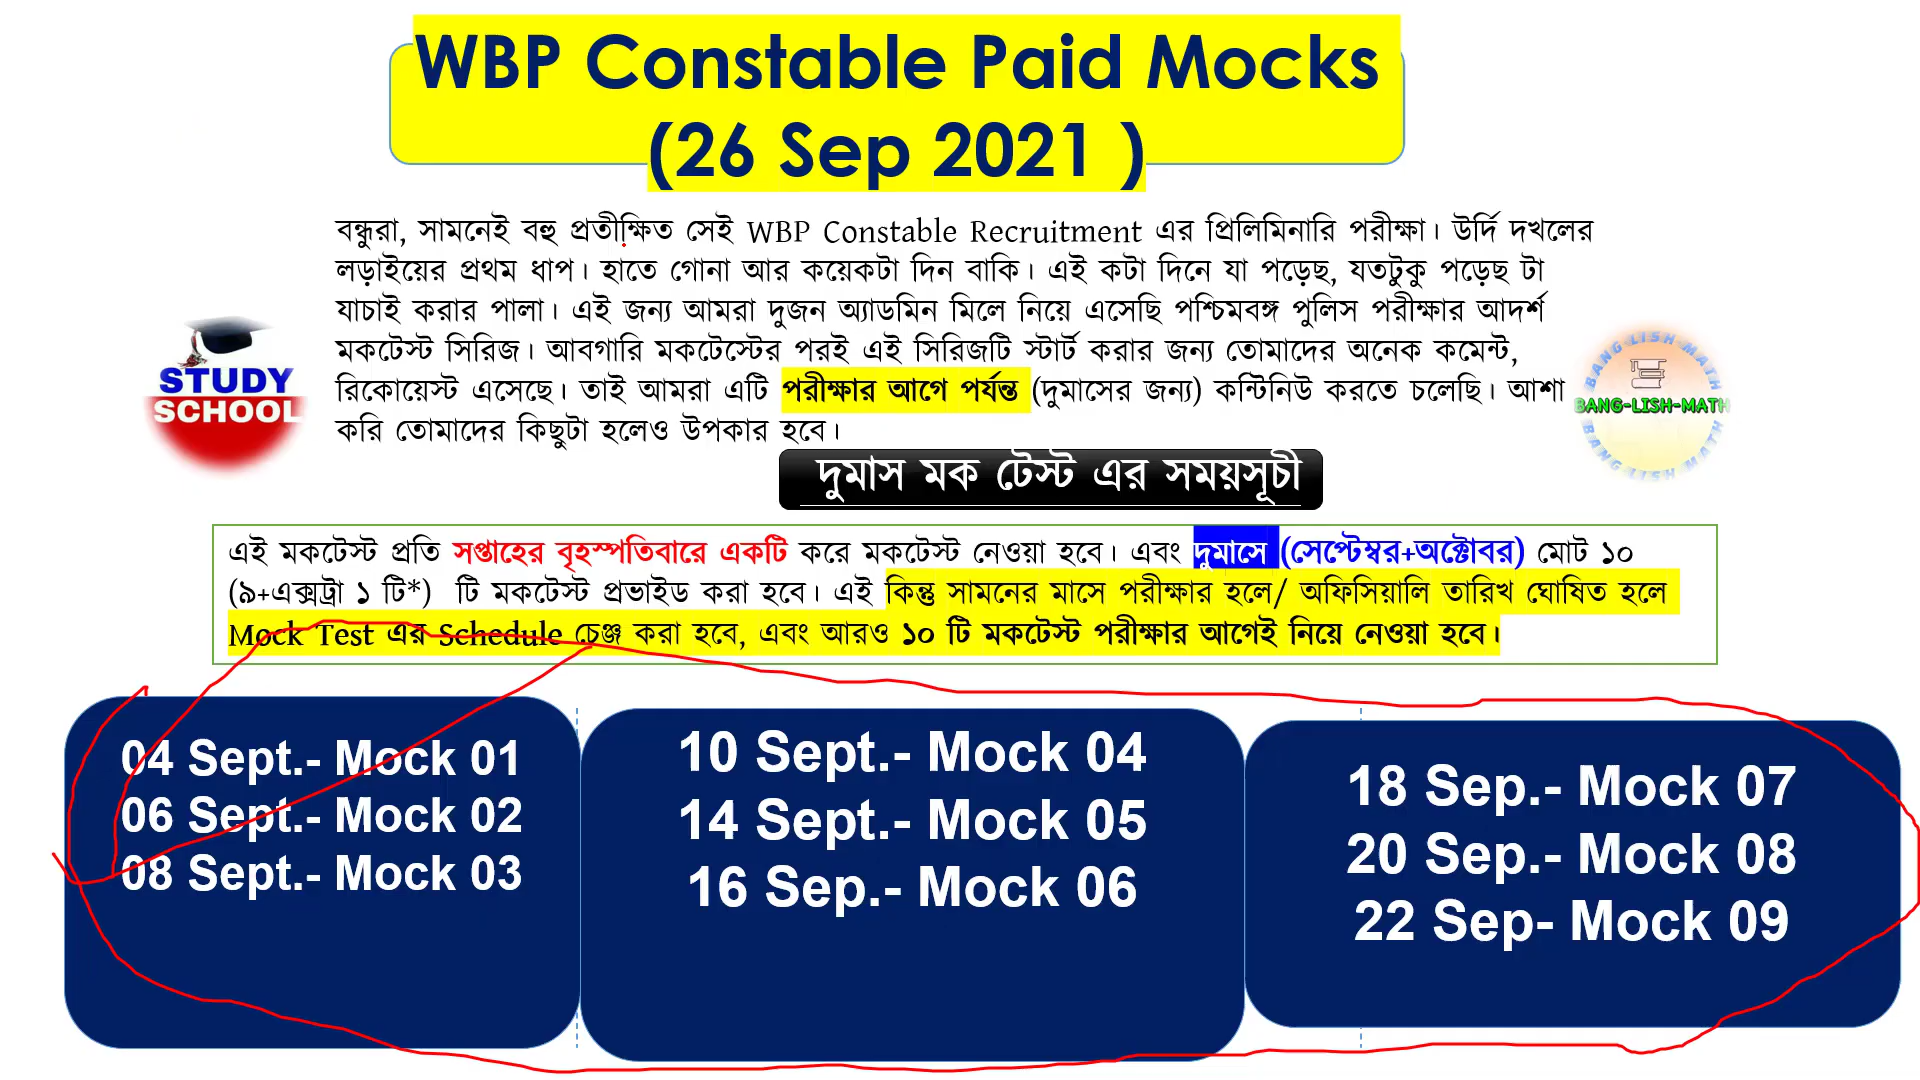 WBP Constable Paid Mocks
(26 Sep 2021 )
বন্ধুরা, সামনেই বহু প্রতীক্ষিত সেই WBP Constable Recruitment এর প্রিলিমিনারি পরীক্ষা। উর্দি দখলের
লড়াইয়ের প্রথম ধাপ। হাতে গোনা আর কয়েকটা দিন বাকি। এই কটা দিনে যা পড়েছ, যতটুকু পড়েছ টা
যাচাই করার পালা। এই জন্য আমরা দুজন অ্যাডমিন মিলে নিয়ে এসেছি পশ্চিমবঙ্গ পুলিস পরীক্ষার আদর্শ
মকটেস্ট সিরিজ। আবগারি মকটেস্টের পরই এই সিরিজটি স্টার্ট করার জন্য তোমাদের অনেক কমেন্ট,
রিকোয়েস্ট এসেছে। তাই আমরা এটি পরীক্ষার আগে পর্যন্ত (দুমাসের জন্য) কন্টিনিউ করতে চলেছি। আশা
করি তোমাদের কিছুটা হলেও উপকার হবে।
STUDY
SCHOOL
BANG-LISH-MATH
BANG-LISH-MATH
BANG-LISH-MATH
দুমাস মক টেস্ট এর সময়সূচী
এই মকটেস্ট প্রতি সপ্তাহের বৃহস্পতিবারে একটি করে মকটেস্ট নেওয়া হবে। এবং দুমাসে (সেপ্টেম্বর+অক্টোবর) মোট ১০
(৯+এক্সট্রা ১ টি*) টি মকটেস্ট প্রভাইড করা হবে। এই কিন্তু সামনের মাসে পরীক্ষার হলে/ অফিসিয়ালি তারিখ ঘোষিত হলে
Mock Test এর Schedule চেঞ্জ করা হবে, এবং আরও ১০ টি মকটেস্ট পরীক্ষার আগেই নিয়ে নেওয়া হবে।
04 Sept.- Mock 01
06 Sept.- Mock 02
08 Sept.- Mock 03
10 Sept.- Mock 04
14 Sept.- Mock 05
16 Sep.- Mock 06
18 Sep.- Mock 07
20 Sep.- Mock 08
22 Sep- Mock 09